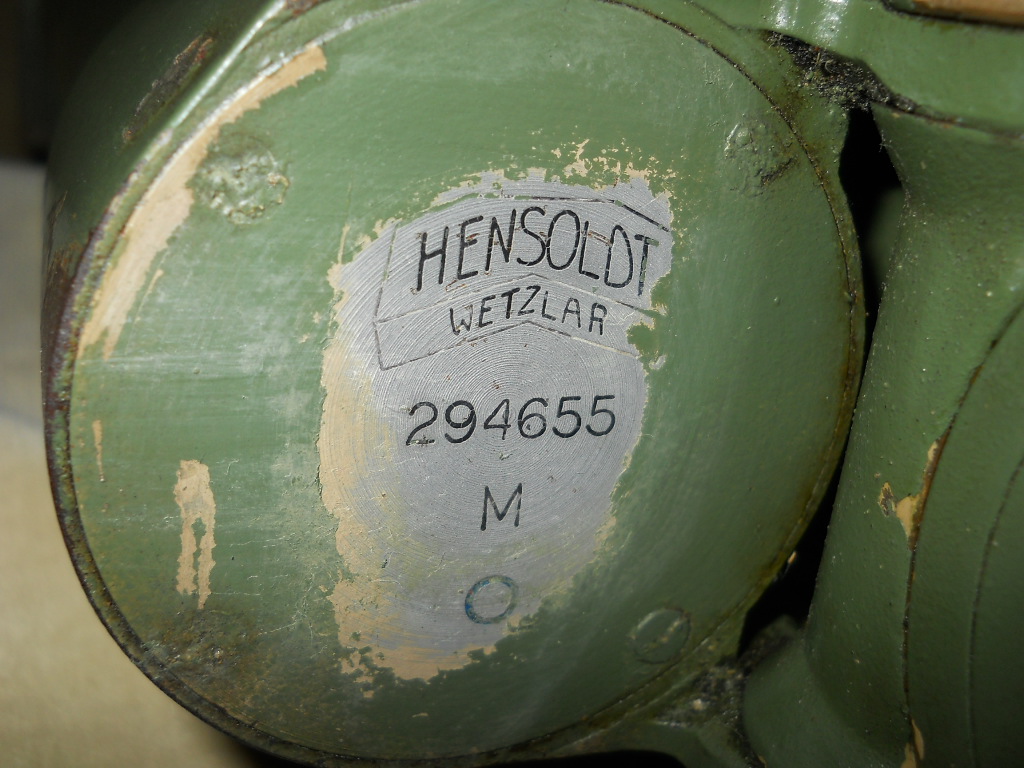 HENSOLDT
WETZLAR
294655
M
O